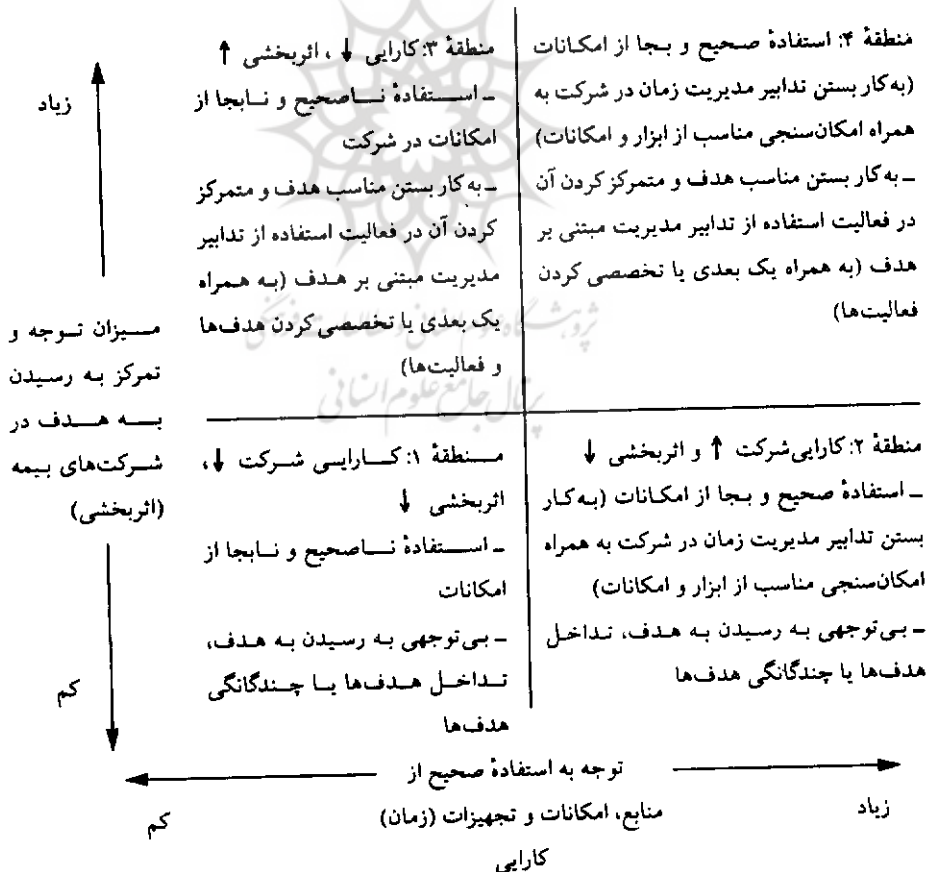 منطقهٔ ۴: استفادهٔ صحیح و بجا از امکانات
(به‌کار بستن تدابیر مدیریت زمان در شرکت به
همراه امکان‌سنجی مناسب از ابزار و امکانات)
ـ به‌کار بستن مناسب هدف و متمرکز کردن آن
در فعالیت استفاده از تدابیر مدیریت مبتنی بر
هدف (به همراه یک بعدی یا تخصصی کردن
فعالیت‌ها)
منطقهٔ ۳: کارایی ↓ ، اثربخشی ↑
ـ استفادهٔ ناصحیح و نابجا از
امکانات در شرکت
ـ به‌کار بستن مناسب هدف و متمرکز
کردن آن در فعالیت استفاده از تدابیر
مدیریت مبتنی بر هدف (به همراه
یک بعدی یا تخصصی کردن هدف‌ها
و فعالیت‌ها)
زیاد
میزان توجه و
تمرکز به رسیدن
به هدف در
شرکت‌های بیمه
(اثربخشی)
کم
منطقهٔ ۲: کارایی شرکت ↑ و اثربخشی ↓
ـ استفادهٔ صحیح و بجا از امکانات (به‌کار
بستن تدابیر مدیریت زمان در شرکت به همراه
امکان‌سنجی مناسب از ابزار و امکانات)
ـ بی‌توجهی به رسیدن به هدف، تداخل
هدف‌ها یا چندگانگی هدف‌ها
منطقهٔ ۱: کارایی شرکت ↓،
اثربخشی ↓
ـ استفادهٔ ناصحیح و نابجا از
امکانات
ـ بی‌توجهی به رسیدن به هدف،
تداخل هدف‌ها یا چندگانگی
هدف‌ها
توجه به استفادهٔ صحیح از
زیاد
منابع، امکانات و تجهیزات (زمان)
کم
کارایی
پژوهشگاه علوم انسانی و مطالعات فرهنگی
پرتال جامع علوم انسانی